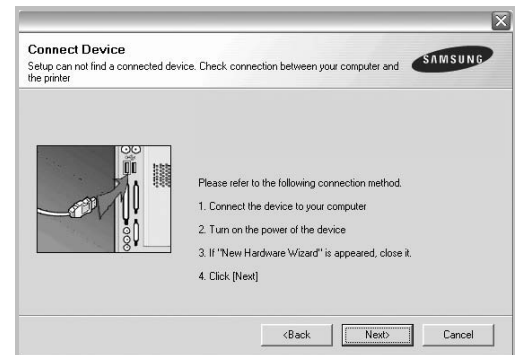 Connect Device
Setup can not find a connected device. Check connection between your computer and
the printer
SAMSUNG
Please refer to the following connection method.
1. Connect the device to your computer
2. Turn on the power of the device
3. If "New Hardware Wizard" is appeared, close it.
4. Click [Next]
<Back
Next>
Cancel